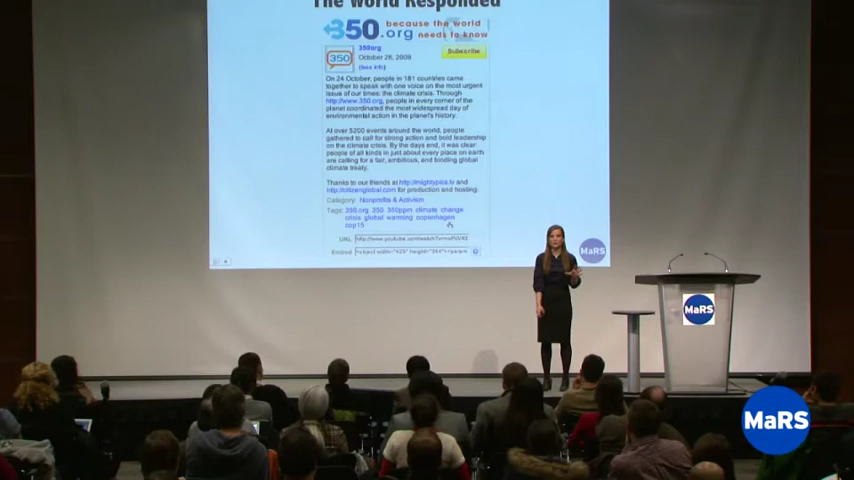 The World Responded
350.org because the world needs to know
350org
October 26, 2009
(less info)
Subscribe
350
On 24 October, people in 181 countries came
together to speak with one voice on the most urgent
issue of our times: the climate crisis. Through
http://www.350.org, people in every corner of the
planet coordinated the most widespread day of
environmental action in the planet's history.
At over 5200 events around the world, people
gathered to call for strong action and bold leadership
on the climate crisis. By the days end, it was clear:
people of all kinds in just about every place on earth
are calling for a fair, ambitious, and binding global
climate treaty.
Thanks to our friends at http://mightypics.tv and
http://citizenglobal.com for production and hosting.
Category: Nonprofits & Activism
Tags: 350.org 350 350ppm climate change
crisis global warming copenhagen
cop15
URL
Embed
MaRS
MaRS
MaRS